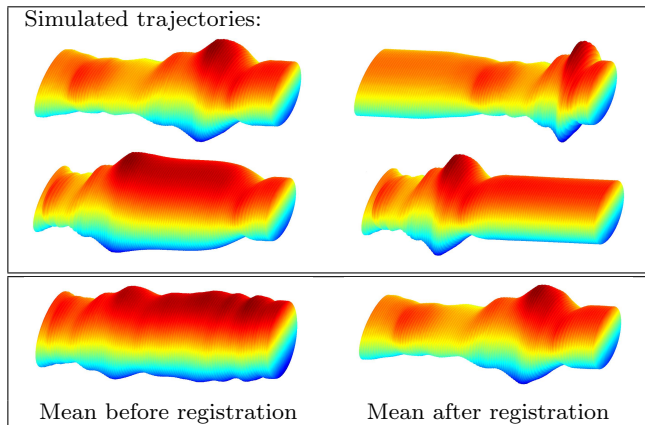 Simulated trajectories:
Mean before registration
Mean after registration